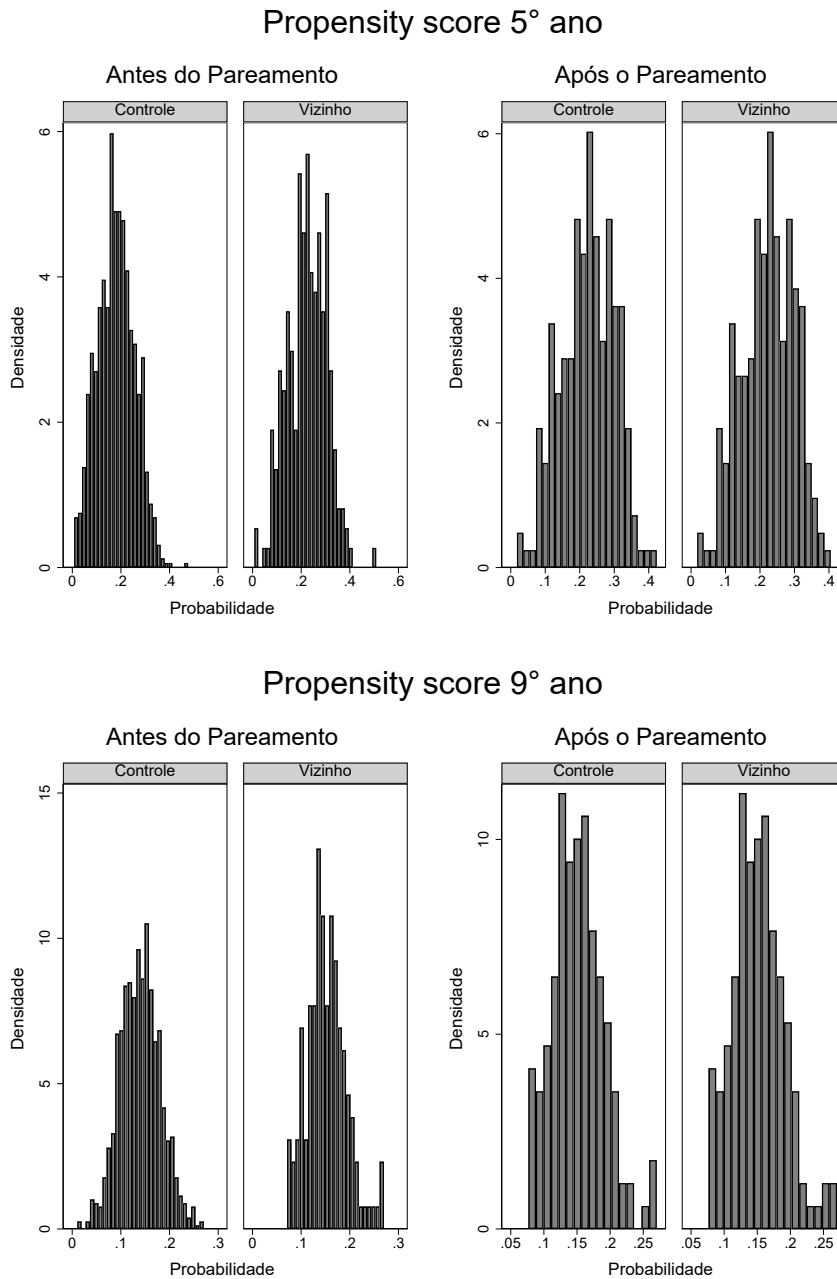 Propensity score 5° ano
Antes do Pareamento
Após o Pareamento
Controle
Vizinho
Controle
Vizinho
Densidade
0
2
4
6
0
.2
.4
.6
0
.2
.4
.6
Probabilidade
Densidade
0
2
4
6
0
.1
.2
.3
.4
0
.1
.2
.3
.4
Probabilidade
Propensity score 9° ano
Antes do Pareamento
Após o Pareamento
Controle
Vizinho
Controle
Vizinho
Densidade
0
5
10
15
0
.1
.2
.3
0
.1
.2
.3
Probabilidade
Densidade
0
5
10
.05
.1
.15
.2
.25
.05
.1
.15
.2
.25
Probabilidade